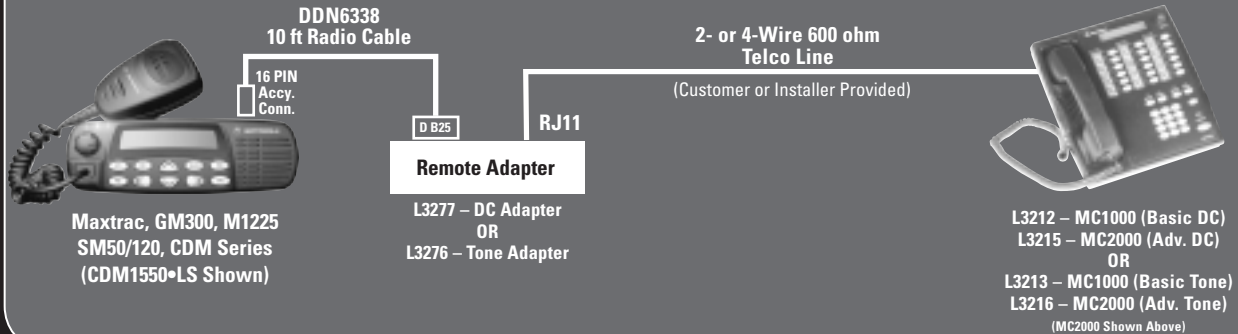 DDN6338
10 ft Radio Cable
16 PIN
Accy.
Conn.
D B25
RJ11
Remote Adapter
L3277 – DC Adapter
OR
L3276 – Tone Adapter
2- or 4-Wire 600 ohm
Telco Line
(Customer or Installer Provided)
Maxtrac, GM300, M1225
SM50/120, CDM Series
(CDM1550•LS Shown)
L3212 – MC1000 (Basic DC)
L3215 – MC2000 (Adv. DC)
OR
L3213 – MC1000 (Basic Tone)
L3216 – MC2000 (Adv. Tone)
(MC2000 Shown Above)